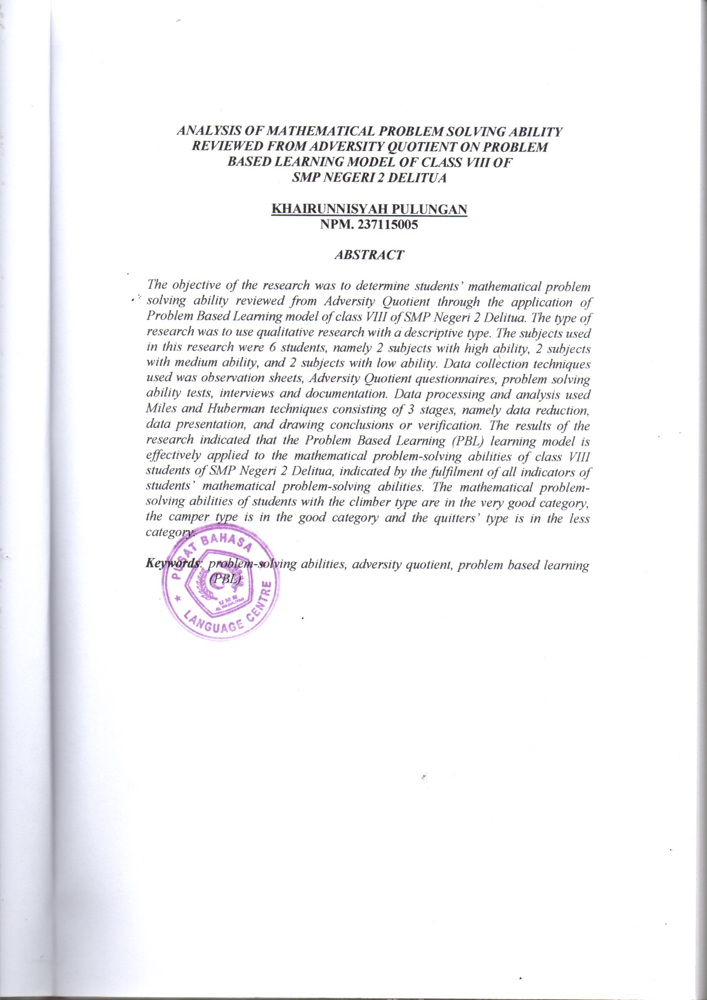 ANALYSIS OF MATHEMATICAL PROBLEM SOLVING ABILITY
REVIEWED FROM ADVERSITY QUOTIENT ON PROBLEM
BASED LEARNING MODEL OF CLASS VIII OF
SMP NEGERI 2 DELITUA
KHAIRUNNISYAH PULUNGAN
NPM. 237115005
ABSTRACT
The objective of the research was to determine students' mathematical problem
solving ability reviewed from Adversity Quotient through the application of
Problem Based Learning model of class VIII of SMP Negeri 2 Delitua. The type of
research was to use qualitative research with a descriptive type. The subjects used
in this research were 6 students, namely 2 subjects with high ability, 2 subjects
with medium ability, and 2 subjects with low ability. Data collection techniques
used was observation sheets, Adversity Quotient questionnaires, problem solving
ability tests, interviews and documentation. Data processing and analysis used
Miles and Huberman techniques consisting of 3 stages, namely data reduction,
data presentation, and drawing conclusions or verification. The results of the
research indicated that the Problem Based Learning (PBL) learning model is
effectively applied to the mathematical problem-solving abilities of class VIII
students of SMP Negeri 2 Delitua, indicated by the fulfilment of all indicators of
students' mathematical problem-solving abilities. The mathematical problem-
solving abilities of students with the climber type are in the very good category,
the camper type is in the good category and the quitters' type is in the less
category.
Keywords: problem-solving abilities, adversity quotient, problem based learning
(PBL)
PUSAT BAHASA
UMN
AL WASHLIYAH
LANGUAGE CENTRE